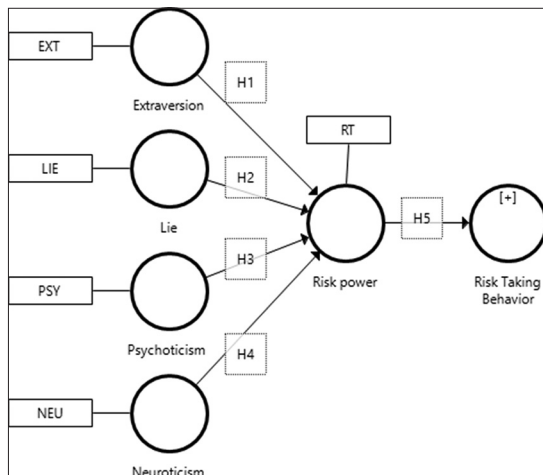 EXT
H1
Extraversion
RT
LIE
H2
Lie
[+]
H5
H3
Risk power
Risk Taking
Behavior
PSY
Psychoticism
H4
NEU
Neuroticism